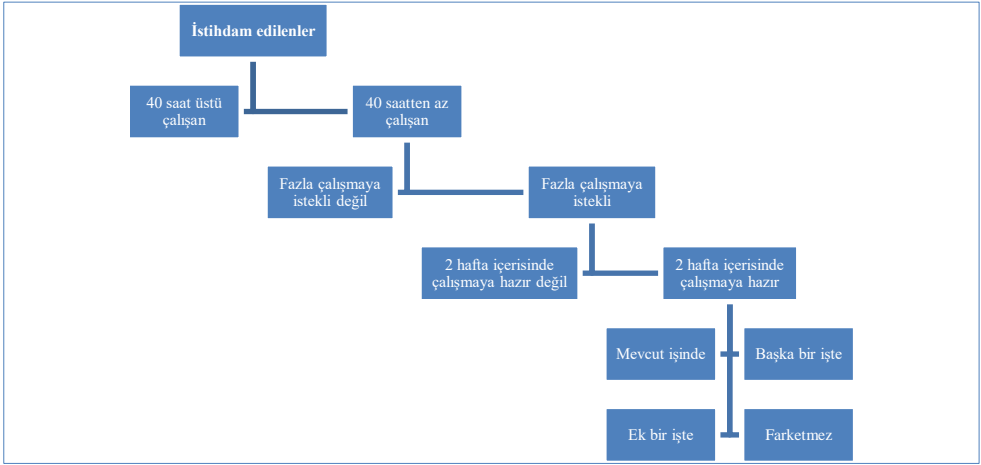 İstihdam edilenler
40 saat üstü
çalışan
40 saatten az
çalışan
Fazla çalışmaya
istekli değil
Fazla çalışmaya
istekli
2 hafta içerisinde
çalışmaya hazır değil
2 hafta içerisinde
çalışmaya hazır
Mevcut işinde
Başka bir işte
Ek bir işte
Farketmez